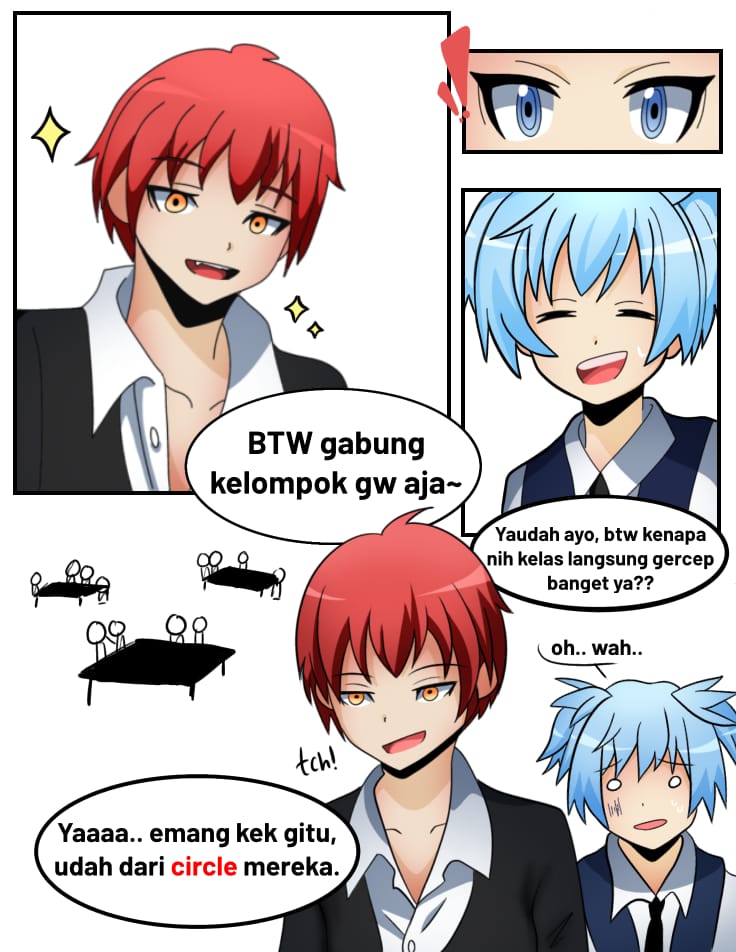 BTW gabung
kelompok gw aja~
Yaudah ayo, btw kenapa
nih kelas langsung gercep
banget ya??
oh.. wah..
tch!
Yaaaa.. emang kek gitu,
udah dari circle mereka.